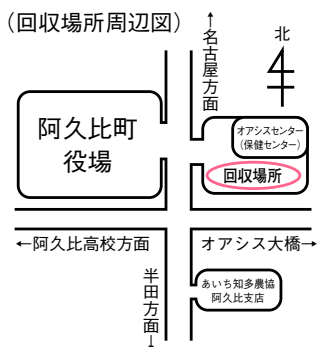 （回収場所周辺図）
↑名古屋方面
北
阿久比町
役場
オアシスセンター
（保健センター）
回収場所
←阿久比高校方面
オアシス大橋→
半田方面↓
あいち知多農協
阿久比支店